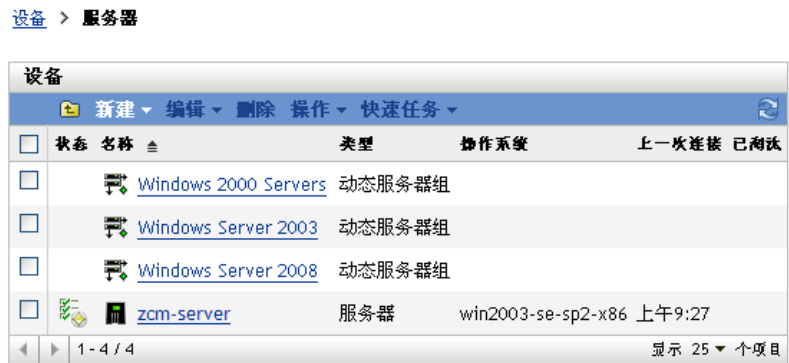 设备 > 服务器
设备
新建 编辑 删除 操作 快速任务
状态 名称 类型 操作系统 上一次连接 已淘汰
Windows 2000 Servers 动态服务器组
Windows Server 2003 动态服务器组
Windows Server 2008 动态服务器组
zcm-server 服务器 win2003-se-sp2-x86 上午9:27
1 - 4 / 4 显示 25 个项目